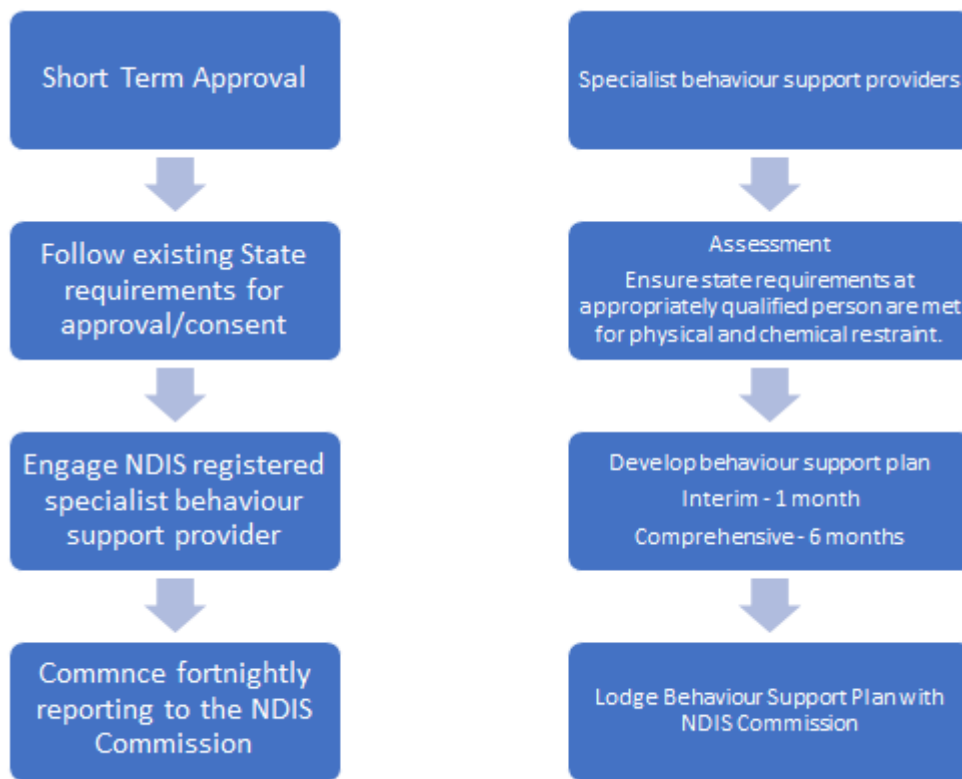 Short Term Approval
Follow existing State
requirements for
approval/consent
Engage NDIS registered
specialist behaviour
support provider
Commnce fortnightly
reporting to the NDIS
Commission
Specialist behaviour support providers
Assessment
Ensure state requirements at
appropriately qualified person are met
for physical and chemical restraint.
Develop behaviour support plan
Interim - 1 month
Comprehensive - 6 months
Lodge Behaviour Support Plan with
NDIS Commission